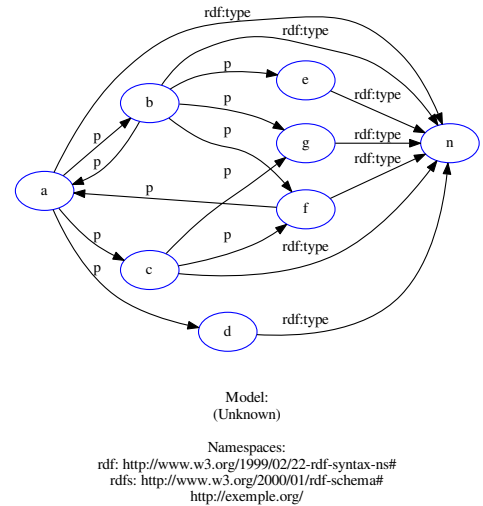 rdf:type
rdf:type
p
e
b
p
rdf:type
p
p
g
rdf:type
n
p
p
rdf:type
p
a
p
f
p
p
rdf:type
c
p
rdf:type
d
Model:
(Unknown)
Namespaces:
rdf: http://www.w3.org/1999/02/22-rdf-syntax-ns#
rdfs: http://www.w3.org/2000/01/rdf-schema#
http://exemple.org/